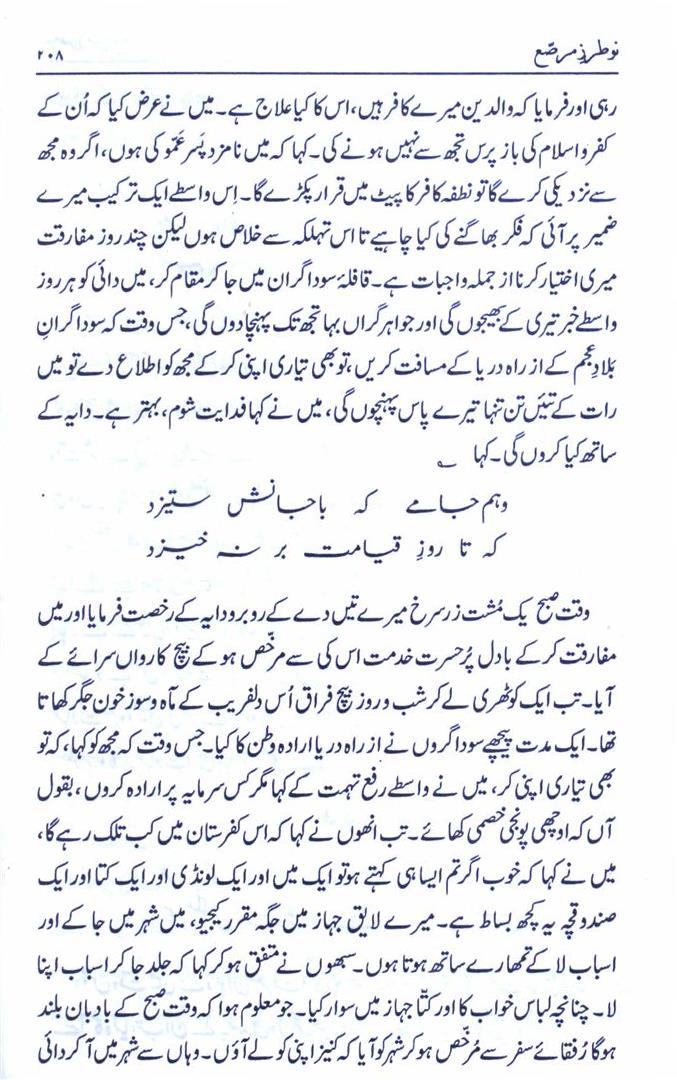 نو طرزِ مرصّع
۲۰۸
رہی اور فرمایا کہ والدین میرے کافر ہیں، اس کا کیا علاج ہے۔ میں نے عرض کیا کہ اُن کے
کفر و اسلام کی باز پرس تجھ سے نہیں ہونے کی۔ کہا کہ میں نامزد پسرِ عَمّو کی ہوں، اگر وہ مجھ
سے نزدیکی کرے گا تو نطفہ کافر کا پیٹ میں قرار پکڑے گا۔ اِس واسطے ایک ترکیب میرے
ضمیر پر آئی کہ فکر بھاگنے کی کیا چاہیے تا اس تہلکہ سے خلاص ہوں لیکن چند روز مفارقت
میری اختیار کرنا از جملہ واجبات ہے۔ قافلۂ سوداگران میں جا کر مقام کر، میں دائی کو ہر روز
واسطے خبر تیری کے بھیجوں گی اور جواہر گراں بہا تجھ تک پہنچا دوں گی، جس وقت کہ سوداگرانِ
بلادِ عجم کے از راہ دریا کے مسافت کریں، تو بھی تیاری اپنی کر کے مجھ کو اطلاع دے تو میں
رات کے تئیں تنِ تنہا تیرے پاس پہنچوں گی، میں نے کہا فدایت شوم، بہتر ہے۔ دایہ کے
ساتھ کیا کروں گی۔ کہا ؎
وہم جامے کہ با جانش ستیزد
کہ تا روزِ قیامت بر نہ خیزد
وقت صبح یک مُشت زر سرخ میرے تیں دے کے روبرو دایہ کے رخصت فرمایا اور میں
مفارقت کر کے بادل پُر حسرت خدمت اس کی سے مرخّص ہو کے بیچ کارواں سرائے کے
آیا۔ تب ایک کوٹھری لے کر شب و روز بیچ فراق اُس دلفریب کے مآہ و سوز خون جگر کھاتا
تھا۔ ایک مدت پیچھے سوداگروں نے از راہ دریا ارادہ وطن کا کیا۔ جس وقت کہ مجھ کو کہا، کہ تو
بھی تیاری اپنی کر، میں نے واسطے رفع تہمت کے کہا مگر کس سرمایہ پر ارادہ کروں، بقول
آں کہ اوچھی پونجی خصمی کھائے۔ تب انھوں نے کہا کہ اس کفرستان میں کب تلک رہے گا،
میں نے کہا کہ خوب اگر تم ایسا ہی کہتے ہو تو ایک میں اور ایک لونڈی اور ایک کتا اور ایک
صندوقچہ یہ کچھ بساط ہے۔ میرے لایق جہاز میں جگہ مقرر کیجیو، میں شہر میں جا کے اور
اسباب لا کے تمھارے ساتھ ہوتا ہوں۔ سبھوں نے متفق ہو کر کہا کہ جلد جا کر اسباب اپنا
لا۔ چنانچہ لباس خواب کا اور کتّا جہاز میں سوار کیا۔ جو معلوم ہوا کہ وقت صبح کے بادبان بلند
ہوگا رُفقائے سفر سے مُرخّص ہو کر شہر کو آیا کہ کنیز اپنی کو لے آؤں۔ وہاں سے شہر میں آ کر دائی